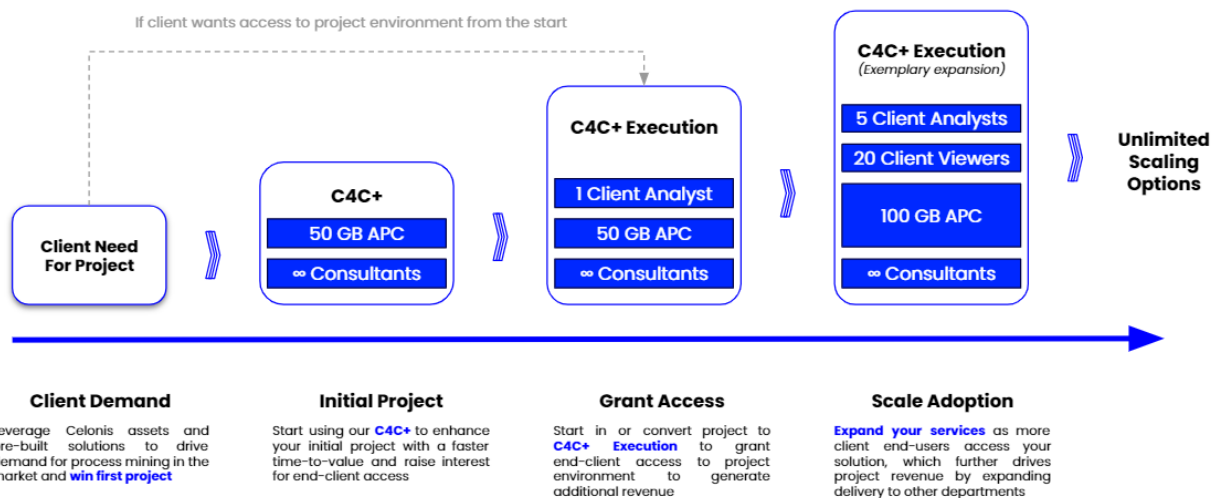 If client wants access to project environment from the start
Client Need
For Project
C4C+
50 GB APC
∞ Consultants
C4C+ Execution
1 Client Analyst
50 GB APC
∞ Consultants
C4C+ Execution
(Exemplary expansion)
5 Client Analysts
20 Client Viewers
100 GB APC
∞ Consultants
Unlimited
Scaling
Options
Client Demand
everage Celonis assets and
re-built solutions to drive
emand for process mining in the
arket and win first project
Initial Project
Start using our C4C+ to enhance
your initial project with a faster
time-to-value and raise interest
for end-client access
Grant Access
Start in or convert project to
C4C+ Execution to grant
end-client access to project
environment to generate
additional revenue
Scale Adoption
Expand your services as more
client end-users access your
solution, which further drives
project revenue by expanding
delivery to other departments